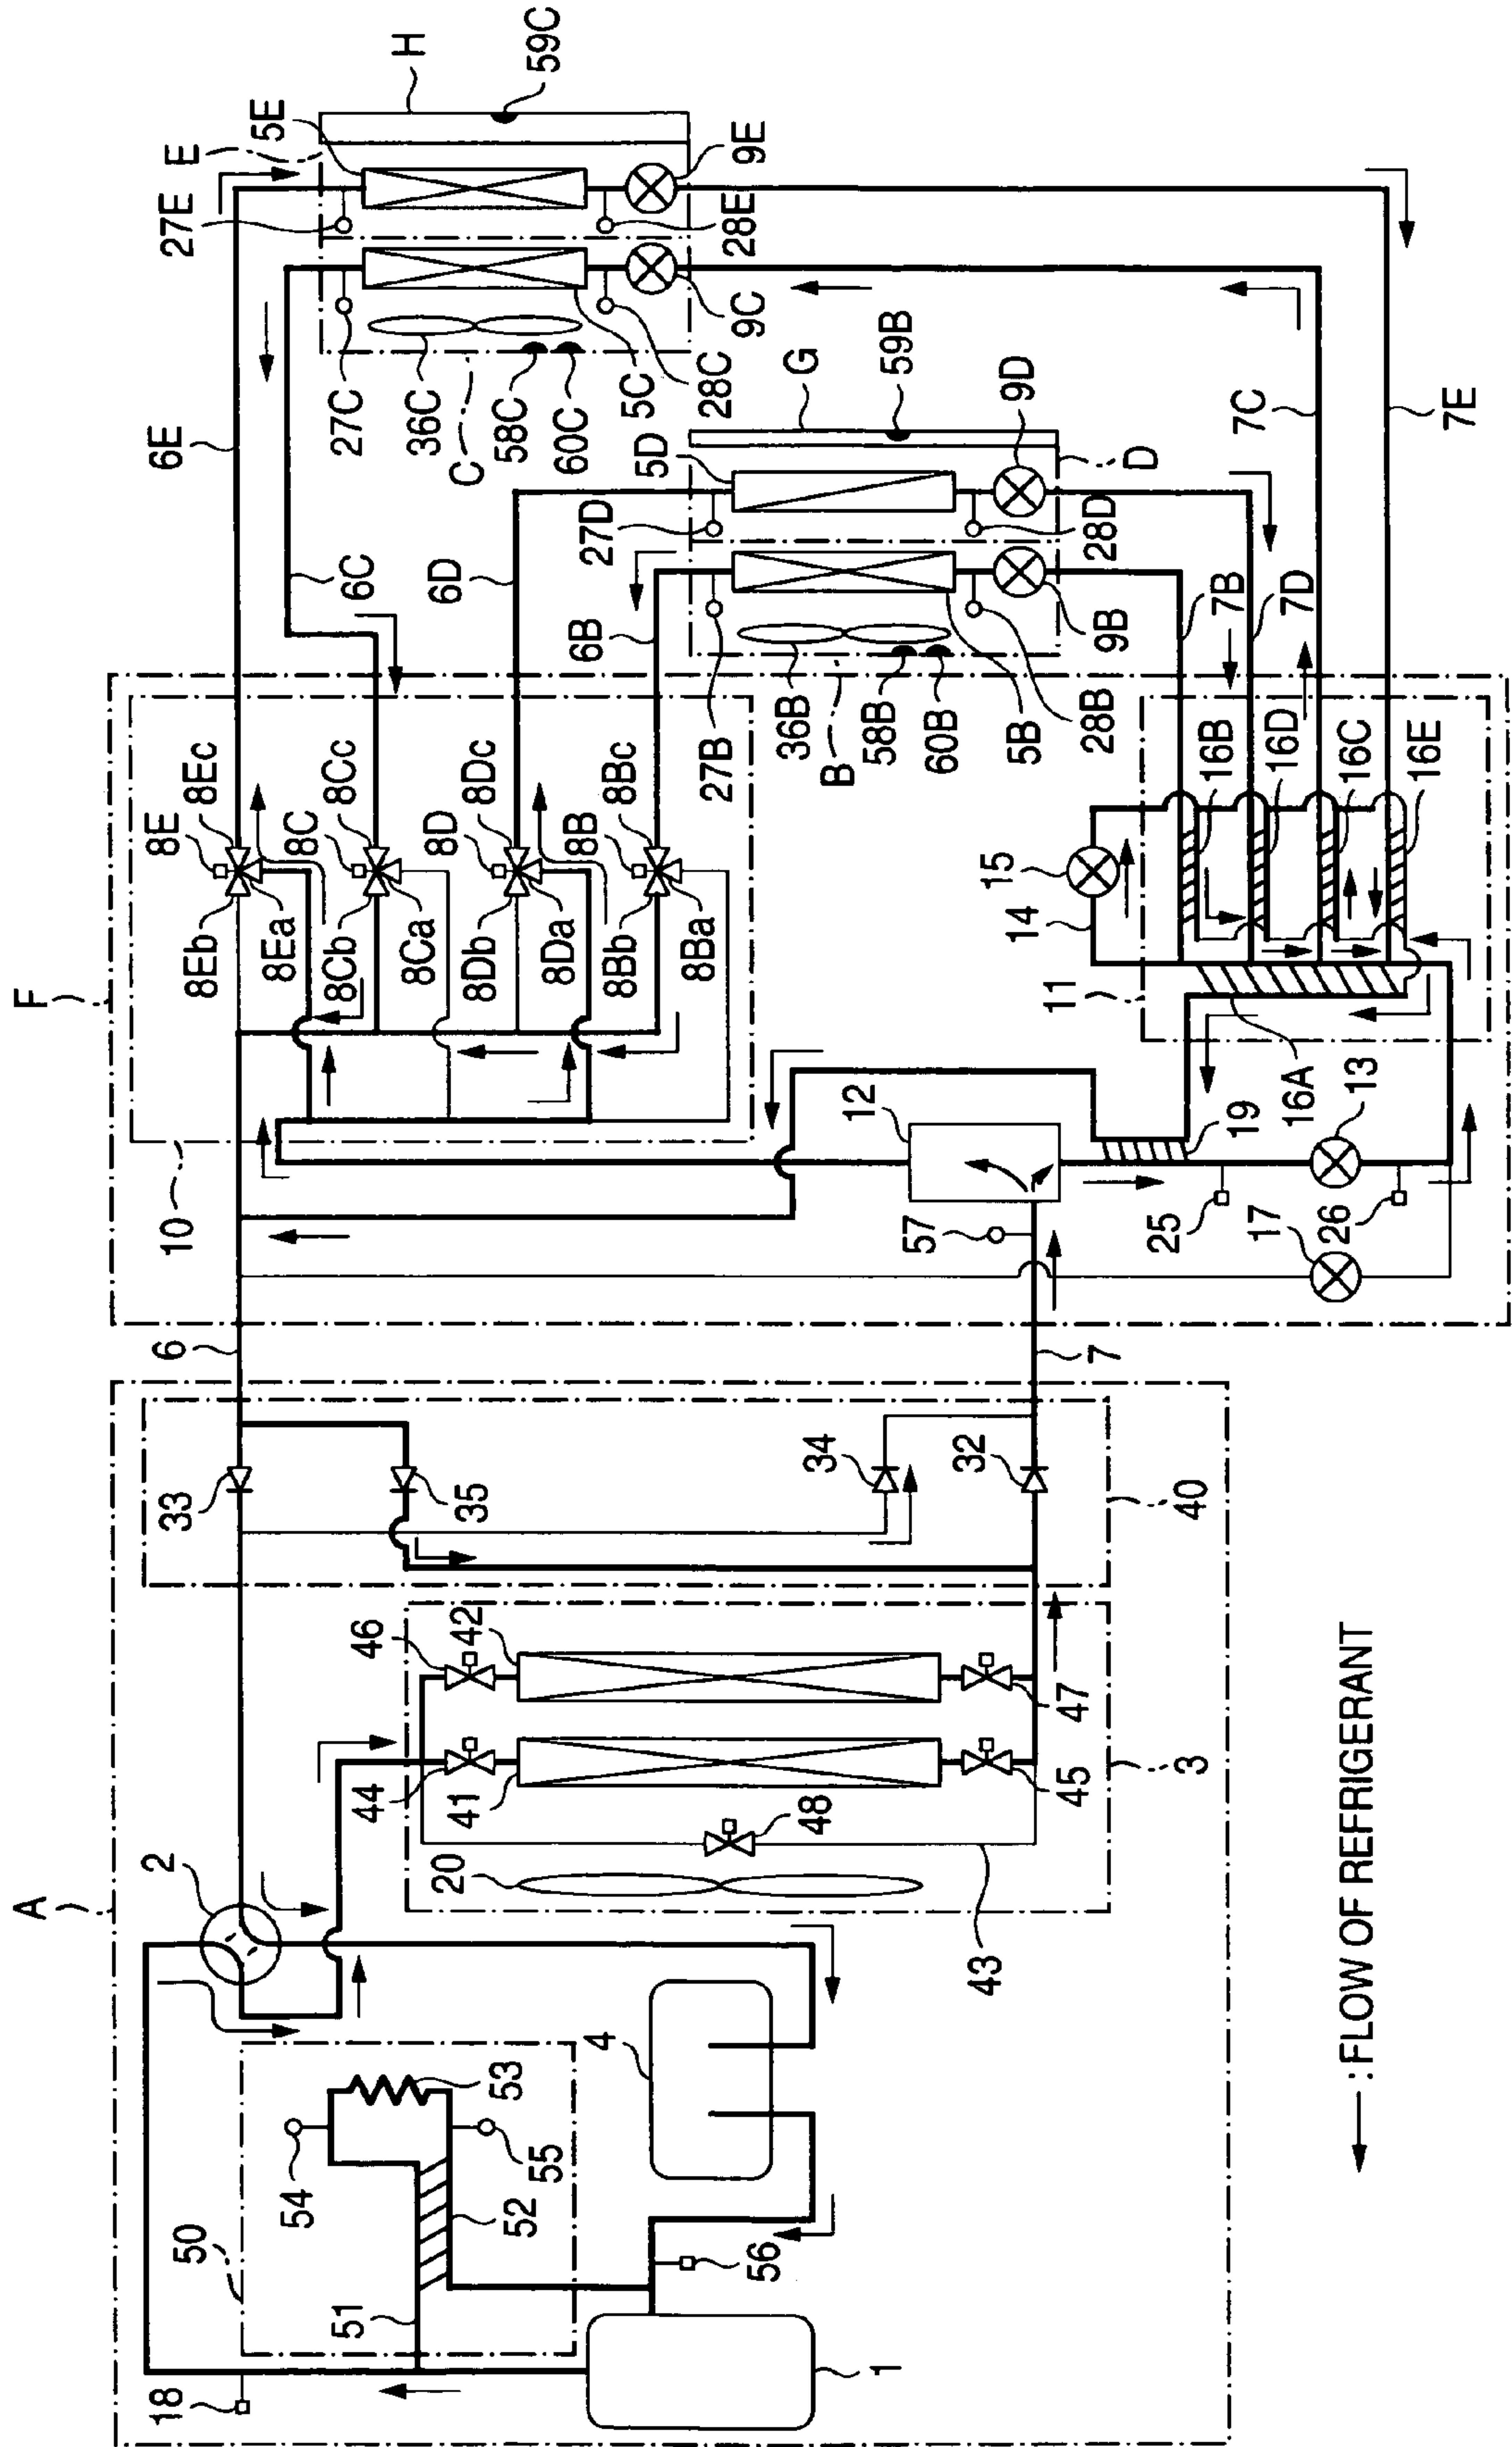 A
2
18
50
51
52
53
54
55
56
1
4
20
43
44
41
46
42
48
45
47
3
33
35
34
32
40
6
7
F
10
8Eb
8E
8Ec
8Ea
8Cb
8C
8Cc
8Ca
8Db
8D
8Dc
8Da
8Bb
8B
8Bc
8Ba
12
57
19
16A
13
25
26
17
11
14
15
16B
16D
16C
16E
6E
6C
6D
6B
7B
7D
7C
7E
E
5E
H
59C
27E
28E
9E
27C
36C
C
58C
60C
5C
28C
9C
27D
5D
G
59B
9D
28D
D
27B
36B
B
58B
60B
5B
28B
9B
: FLOW OF REFRIGERANT